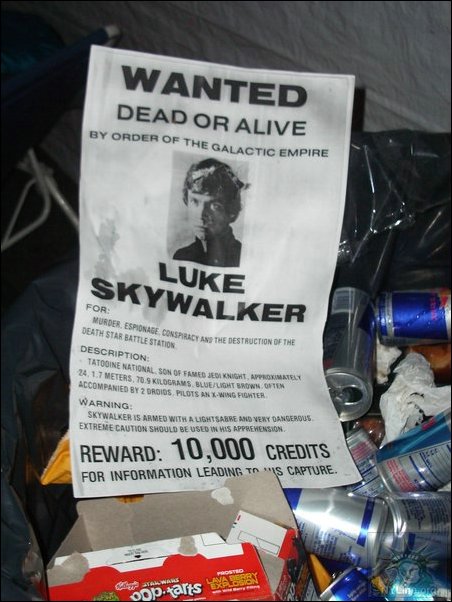 WANTED
DEAD OR ALIVE
BY ORDER OF THE GALACTIC EMPIRE
LUKE
SKYWALKER
FOR:
MURDER, ESPIONAGE, CONSPIRACY AND THE DESTRUCTION OF THE
DEATH STAR BATTLE STATION.
DESCRIPTION:
TATOOINE NATIONAL, SON OF FAMED JEDI KNIGHT, APPROXIMATELY
24, 1.7 METERS, 70.9 KILOGRAMS, BLUE/LIGHT BROWN, OFTEN
ACCOMPANIED BY 2 DROIDS, PILOTS AN X-WING FIGHTER.
WARNING:
SKYWALKER IS ARMED WITH A LIGHTSABRE AND VERY DANGEROUS.
EXTREME CAUTION SHOULD BE USED IN HIS APPREHENSION.
REWARD: 10,000 CREDITS
FOR INFORMATION LEADING TO HIS CAPTURE.
Kellogg's
STAR WARS
pop·tarts
FROSTED
LAVA BERRY
EXPLOSION
with Wild Berry Filling